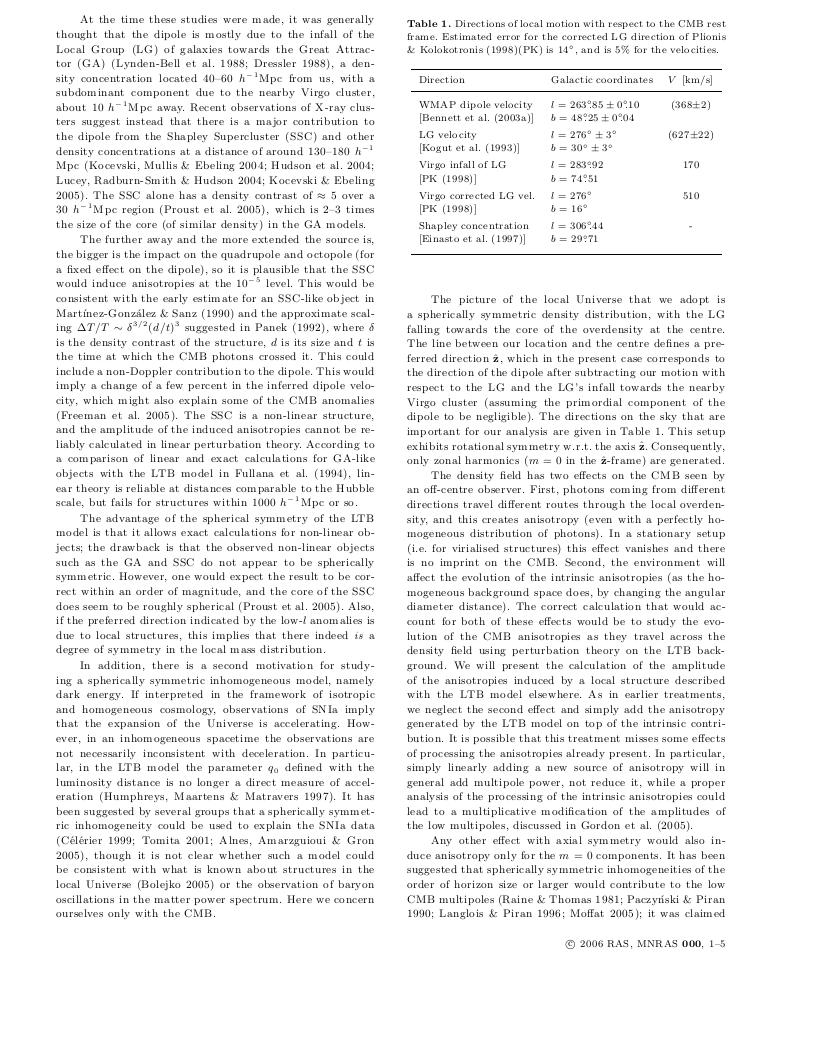 At the time these studies were made, it was generally
thought that the dipole is mostly due to the infall of the
Local Group (LG) of galaxies towards the Great Attrac-
tor (GA) (Lynden-Bell et al. 1988; Dressler 1988), a den-
sity concentration located 40–60 h⁻¹Mpc from us, with a
subdominant component due to the nearby Virgo cluster,
about 10 h⁻¹Mpc away. Recent observations of X-ray clus-
ters suggest instead that there is a major contribution to
the dipole from the Shapley Supercluster (SSC) and other
density concentrations at a distance of around 130–180 h⁻¹
Mpc (Kocevski, Mullis & Ebeling 2004; Hudson et al. 2004;
Lucey, Radburn-Smith & Hudson 2004; Kocevski & Ebeling
2005). The SSC alone has a density contrast of ≈ 5 over a
30 h⁻¹Mpc region (Proust et al. 2005), which is 2–3 times
the size of the core (of similar density) in the GA models.
The further away and the more extended the source is,
the bigger is the impact on the quadrupole and octopole (for
a fixed effect on the dipole), so it is plausible that the SSC
would induce anisotropies at the 10⁻⁵ level. This would be
consistent with the early estimate for an SSC-like object in
Martínez-González & Sanz (1990) and the approximate scal-
ing ΔT/T ∼ δ³ᐟ²(d/t)³ suggested in Panek (1992), where δ
is the density contrast of the structure, d is its size and t is
the time at which the CMB photons crossed it. This could
include a non-Doppler contribution to the dipole. This would
imply a change of a few percent in the inferred dipole velo-
city, which might also explain some of the CMB anomalies
(Freeman et al. 2005). The SSC is a non-linear structure,
and the amplitude of the induced anisotropies cannot be re-
liably calculated in linear perturbation theory. According to
a comparison of linear and exact calculations for GA-like
objects with the LTB model in Fullana et al. (1994), lin-
ear theory is reliable at distances comparable to the Hubble
scale, but fails for structures within 1000 h⁻¹Mpc or so.
The advantage of the spherical symmetry of the LTB
model is that it allows exact calculations for non-linear ob-
jects; the drawback is that the observed non-linear objects
such as the GA and SSC do not appear to be spherically
symmetric. However, one would expect the result to be cor-
rect within an order of magnitude, and the core of the SSC
does seem to be roughly spherical (Proust et al. 2005). Also,
if the preferred direction indicated by the low-l anomalies is
due to local structures, this implies that there indeed is a
degree of symmetry in the local mass distribution.
In addition, there is a second motivation for study-
ing a spherically symmetric inhomogeneous model, namely
dark energy. If interpreted in the framework of isotropic
and homogeneous cosmology, observations of SNIa imply
that the expansion of the Universe is accelerating. How-
ever, in an inhomogeneous spacetime the observations are
not necessarily inconsistent with deceleration. In particu-
lar, in the LTB model the parameter q₀ defined with the
luminosity distance is no longer a direct measure of accel-
eration (Humphreys, Maartens & Matravers 1997). It has
been suggested by several groups that a spherically symmet-
ric inhomogeneity could be used to explain the SNIa data
(Célérier 1999; Tomita 2001; Alnes, Amarzguioui & Gron
2005), though it is not clear whether such a model could
be consistent with what is known about structures in the
local Universe (Bolejko 2005) or the observation of baryon
oscillations in the matter power spectrum. Here we concern
ourselves only with the CMB.
Table 1. Directions of local motion with respect to the CMB rest
frame. Estimated error for the corrected LG direction of Plionis
& Kolokotronis (1998)(PK) is 14°, and is 5% for the velocities.
Direction Galactic coordinates V [km/s]
WMAP dipole velocity l = 263°.85 ± 0°.10 (368±2)
[Bennett et al. (2003a)] b = 48°.25 ± 0°.04
LG velocity l = 276° ± 3° (627±22)
[Kogut et al. (1993)] b = 30° ± 3°
Virgo infall of LG l = 283°.92 170
[PK (1998)] b = 74°.51
Virgo corrected LG vel. l = 276° 510
[PK (1998)] b = 16°
Shapley concentration l = 306°.44 -
[Einasto et al. (1997)] b = 29°.71
The picture of the local Universe that we adopt is
a spherically symmetric density distribution, with the LG
falling towards the core of the overdensity at the centre.
The line between our location and the centre defines a pre-
ferred direction ẑ, which in the present case corresponds to
the direction of the dipole after subtracting our motion with
respect to the LG and the LG's infall towards the nearby
Virgo cluster (assuming the primordial component of the
dipole to be negligible). The directions on the sky that are
important for our analysis are given in Table 1. This setup
exhibits rotational symmetry w.r.t. the axis ẑ. Consequently,
only zonal harmonics (m = 0 in the ẑ-frame) are generated.
The density field has two effects on the CMB seen by
an off-centre observer. First, photons coming from different
directions travel different routes through the local overden-
sity, and this creates anisotropy (even with a perfectly ho-
mogeneous distribution of photons). In a stationary setup
(i.e. for virialised structures) this effect vanishes and there
is no imprint on the CMB. Second, the environment will
affect the evolution of the intrinsic anisotropies (as the ho-
mogeneous background space does, by changing the angular
diameter distance). The correct calculation that would ac-
count for both of these effects would be to study the evo-
lution of the CMB anisotropies as they travel across the
density field using perturbation theory on the LTB back-
ground. We will present the calculation of the amplitude
of the anisotropies induced by a local structure described
with the LTB model elsewhere. As in earlier treatments,
we neglect the second effect and simply add the anisotropy
generated by the LTB model on top of the intrinsic contri-
bution. It is possible that this treatment misses some effects
of processing the anisotropies already present. In particular,
simply linearly adding a new source of anisotropy will in
general add multipole power, not reduce it, while a proper
analysis of the processing of the intrinsic anisotropies could
lead to a multiplicative modification of the amplitudes of
the low multipoles, discussed in Gordon et al. (2005).
Any other effect with axial symmetry would also in-
duce anisotropy only for the m = 0 components. It has been
suggested that spherically symmetric inhomogeneities of the
order of horizon size or larger would contribute to the low
CMB multipoles (Raine & Thomas 1981; Paczyński & Piran
1990; Langlois & Piran 1996; Moffat 2005); it was claimed
© 2006 RAS, MNRAS 000, 1–5